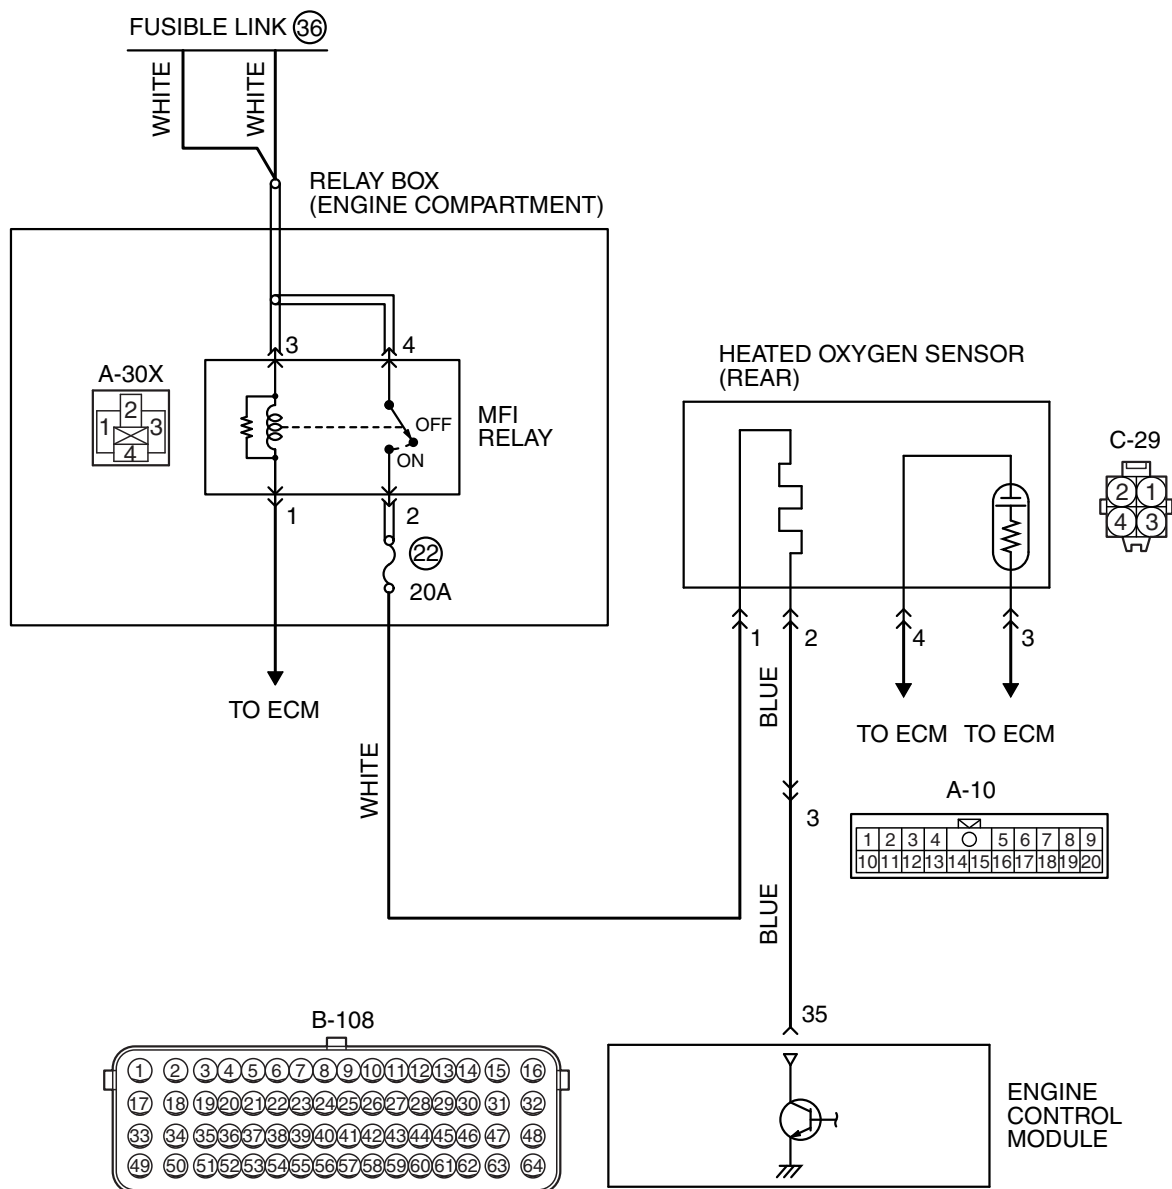 FUSIBLE LINK 36
WHITE
WHITE
RELAY BOX
(ENGINE COMPARTMENT)
3
4
A-30X
2
1
3
4
OFF
ON
MFI
RELAY
1
2
22
20A
TO ECM
WHITE
HEATED OXYGEN SENSOR
(REAR)
C-29
2 1
4 3
1
2
4
3
BLUE
TO ECM
TO ECM
3
A-10
1 2 3 4 5 6 7 8 9
10 11 12 13 14 15 16 17 18 19 20
BLUE
35
B-108
1 2 3 4 5 6 7 8 9 10 11 12 13 14 15 16
17 18 19 20 21 22 23 24 25 26 27 28 29 30 31 32
33 34 35 36 37 38 39 40 41 42 43 44 45 46 47 48
49 50 51 52 53 54 55 56 57 58 59 60 61 62 63 64
ENGINE
CONTROL
MODULE